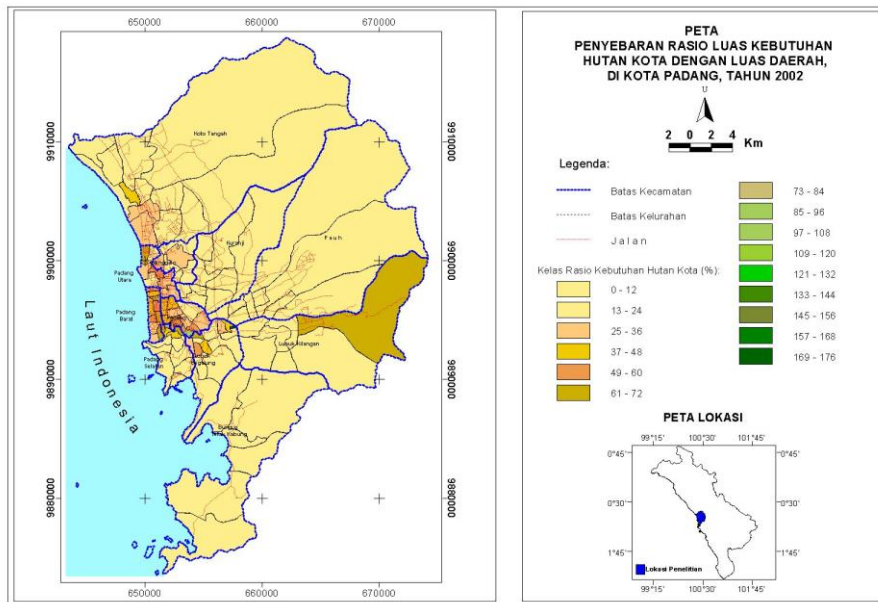 650000 660000 670000
9910000
9900000
9890000
9880000
Koto Tangah
Kuranji
Pauh
Padang
Utara
Padang
Barat
Padang
Selatan
Lubuk Kilangan
Bungus
Teluk Kabung
Laut Indonesia
9910000
9900000
9890000
9880000
650000 660000 670000
PETA
PENYEBARAN RASIO LUAS KEBUTUHAN
HUTAN KOTA DENGAN LUAS DAERAH,
DI KOTA PADANG, TAHUN 2002
U
2 0 2 4 Km
Legenda:
Batas Kecamatan
Batas Kelurahan
Jalan
Kelas Rasio Kebutuhan Hutan Kota (%):
0 - 12
13 - 24
25 - 36
37 - 48
49 - 60
61 - 72
73 - 84
85 - 96
97 - 108
109 - 120
121 - 132
133 - 144
145 - 156
157 - 168
169 - 176
PETA LOKASI
99°15' 100°30' 101°45'
0°45'
0°30'
1°45'
0°45'
0°30'
1°45'
Lokasi Penelitian
99°15' 100°30' 101°45'